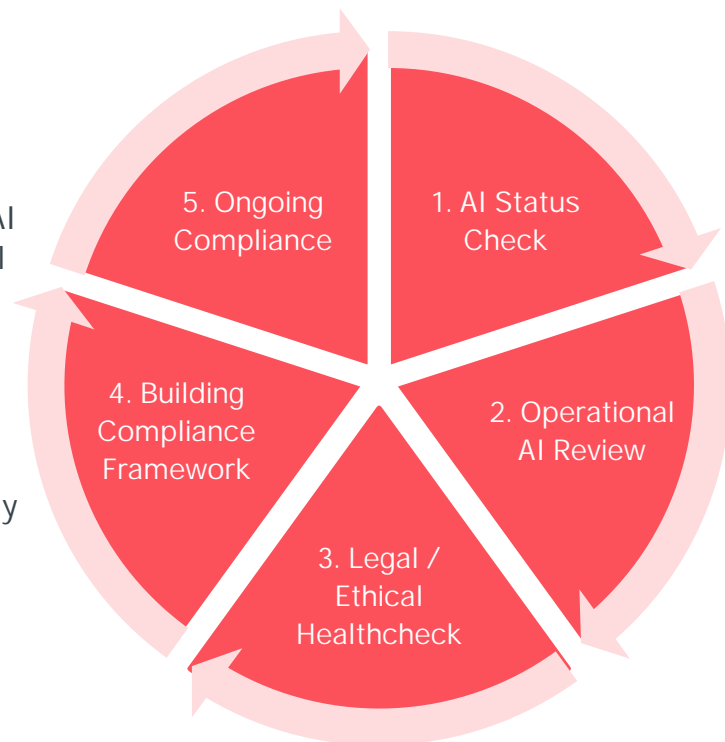 5. Ongoing
Compliance
1. AI Status
Check
AI
4. Building
Compliance
Framework
2. Operational
AI Review
y
3. Legal /
Ethical
Healthcheck